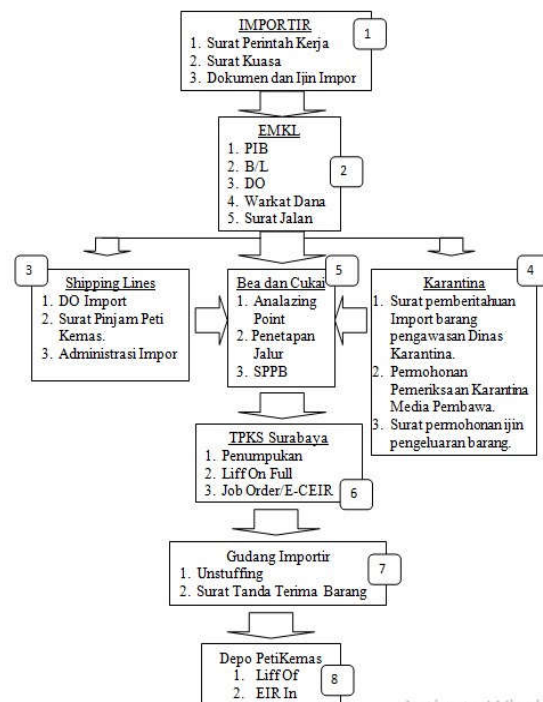 IMPORTIR
1
1. Surat Perintah Kerja
2. Surat Kuasa
3. Dokumen dan Ijin Impor
EMKL
1. PIB
2. B/L
3. DO
4. Warkat Dana
5. Surat Jalan
2
3
Shipping Lines
1. DO Import
2. Surat Pinjam Peti
Kemas.
3. Administrasi Impor
5
Bea dan Cukai
1. Analazing
Point
2. Penetapan
Jalur
3. SPPB
4
Karantina
1. Surat pemberitahuan
Import barang
pengawasan Dinas
Karantina.
2. Permohonan
Pemeriksaan Karantina
Media Pembawa.
3. Surat permohonan ijin
pengeluaran barang.
TPKS Surabaya
1. Penumpukan
2. Liff On Full
3. Job Order/E-CEIR
6
Gudang Importir
1. Unstuffing
2. Surat Tanda Terima Barang
7
Depo PetiKemas
1. Liff Of
2. EIR In
8